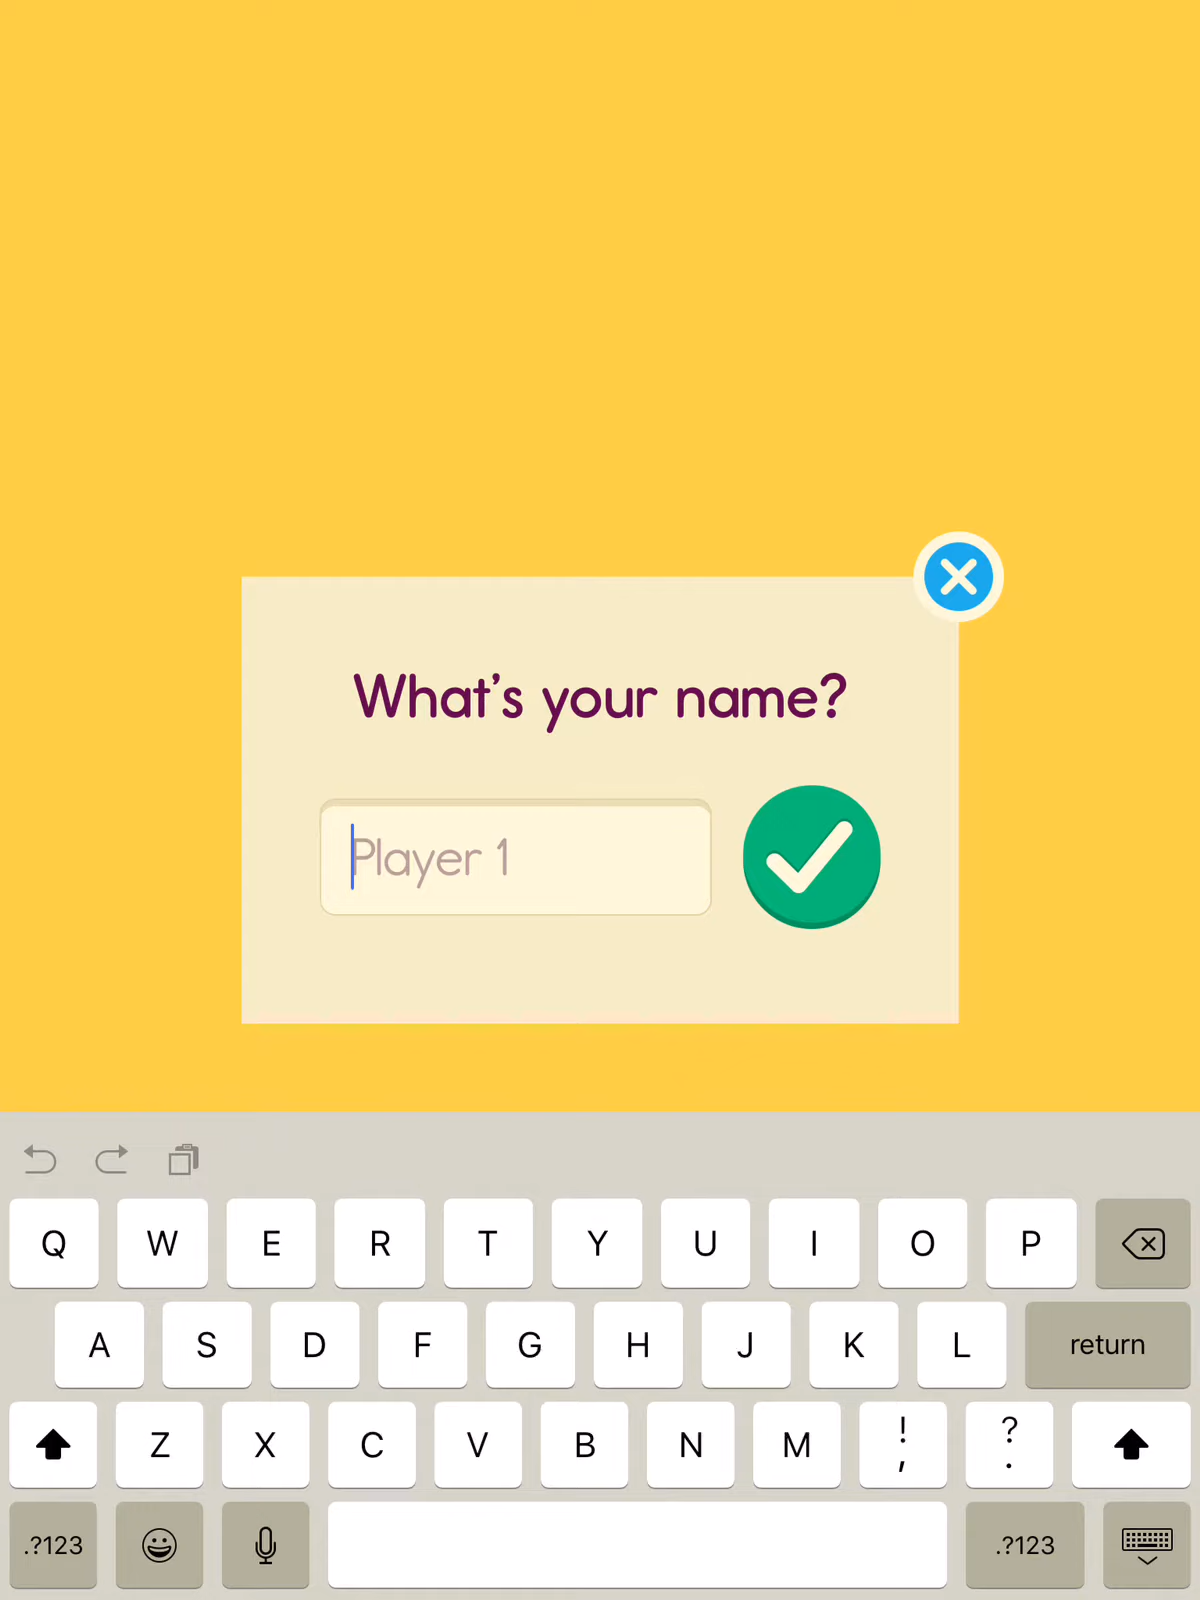 What's your name?
Player 1
Q W E R T Y U I O P
A S D F G H J K L return
Z X C V B N M ! , ? .
.?123 .?123